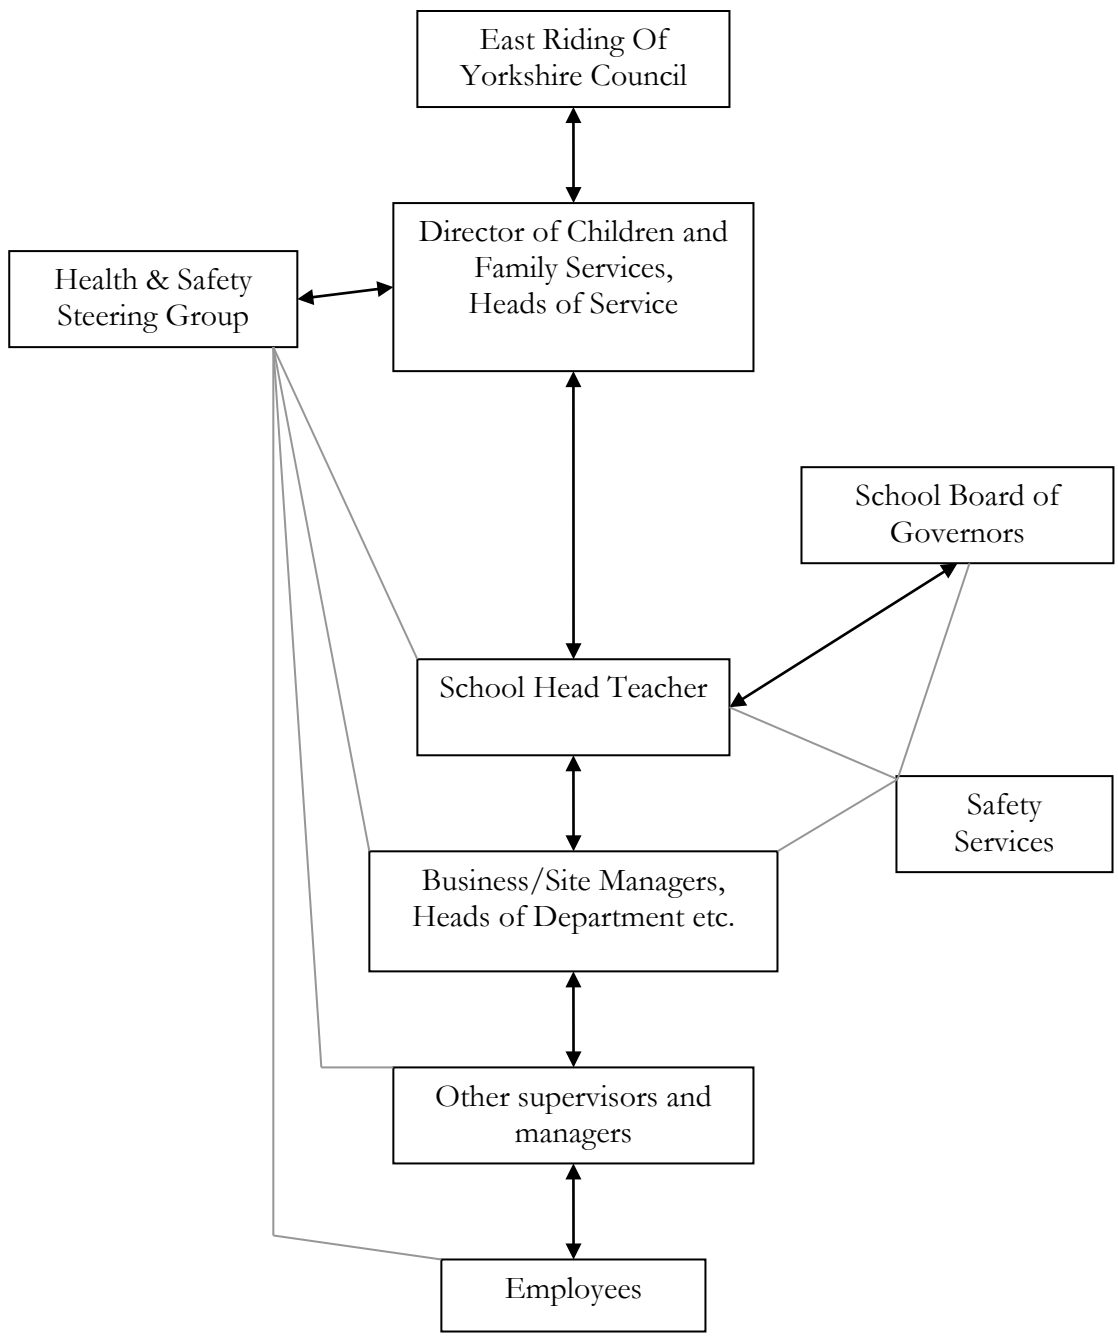 East Riding Of
Yorkshire Council
Director of Children and
Family Services,
Heads of Service
Health & Safety
Steering Group
School Board of
Governors
School Head Teacher
Safety
Services
Business/Site Managers,
Heads of Department etc.
Other supervisors and
managers
Employees